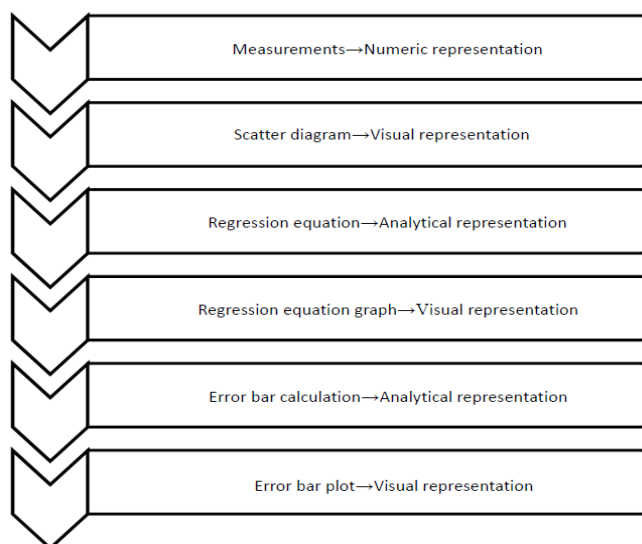 Measurements→Numeric representation
Scatter diagram→Visual representation
Regression equation→Analytical representation
Regression equation graph→Visual representation
Error bar calculation→Analytical representation
Error bar plot→Visual representation